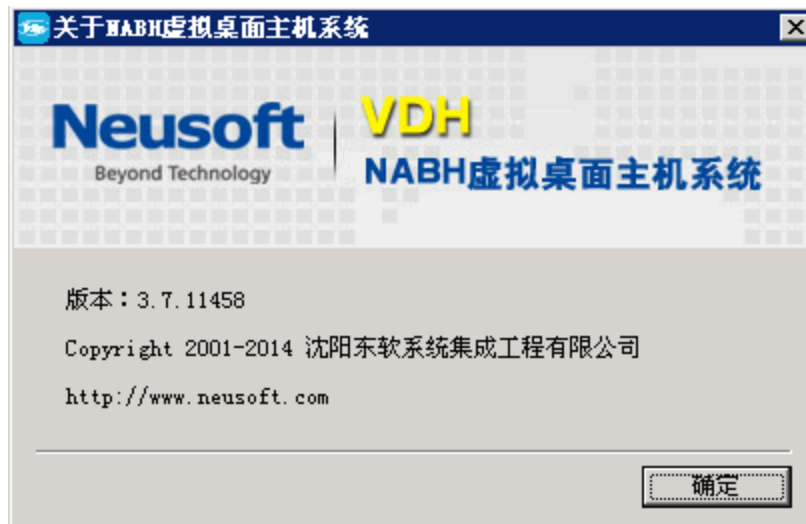 关于NABH虚拟桌面主机系统
Neusoft
Beyond Technology
VDH
NABH虚拟桌面主机系统
版本：3.7.11458
Copyright 2001-2014 沈阳东软系统集成工程有限公司
http://www.neusoft.com
确定